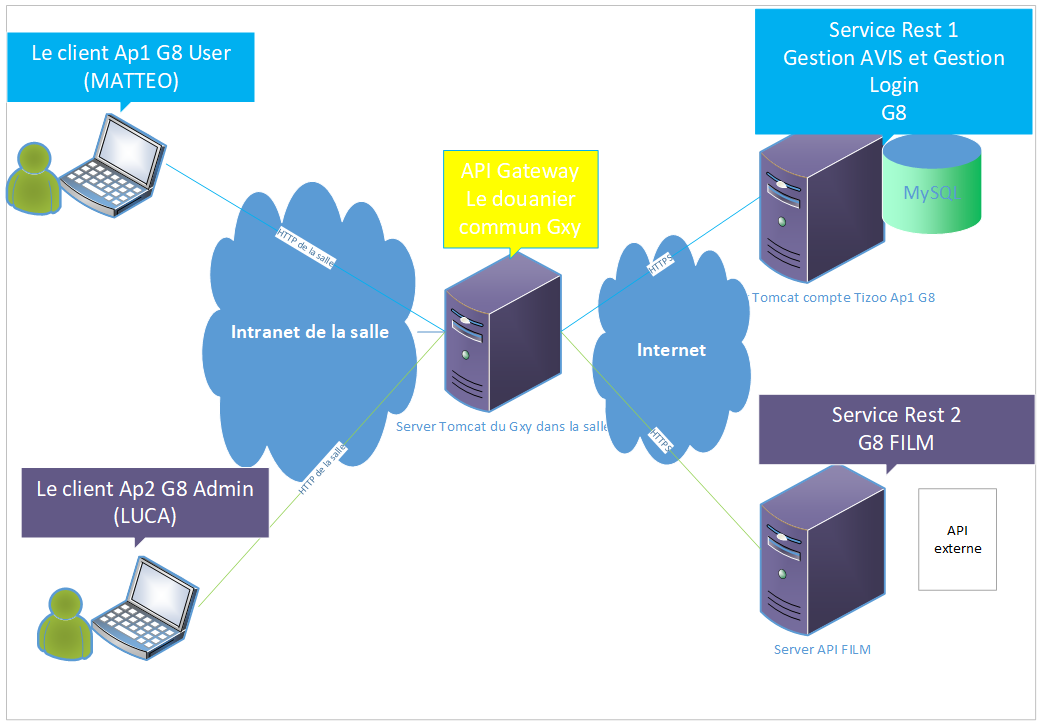 Le client Ap1 G8 User
(MATTEO)
Service Rest 1
Gestion AVIS et Gestion
Login
G8
API Gateway
Le douanier
commun Gxy
MySQL
HTTP de la salle
HTTPS
Tomcat compte Tizoo Ap1 G8
Intranet de la salle
Internet
Server Tomcat du Gxy dans la salle
Service Rest 2
G8 FILM
HTTPS
HTTP de la salle
Le client Ap2 G8 Admin
(LUCA)
API
externe
Server API FILM